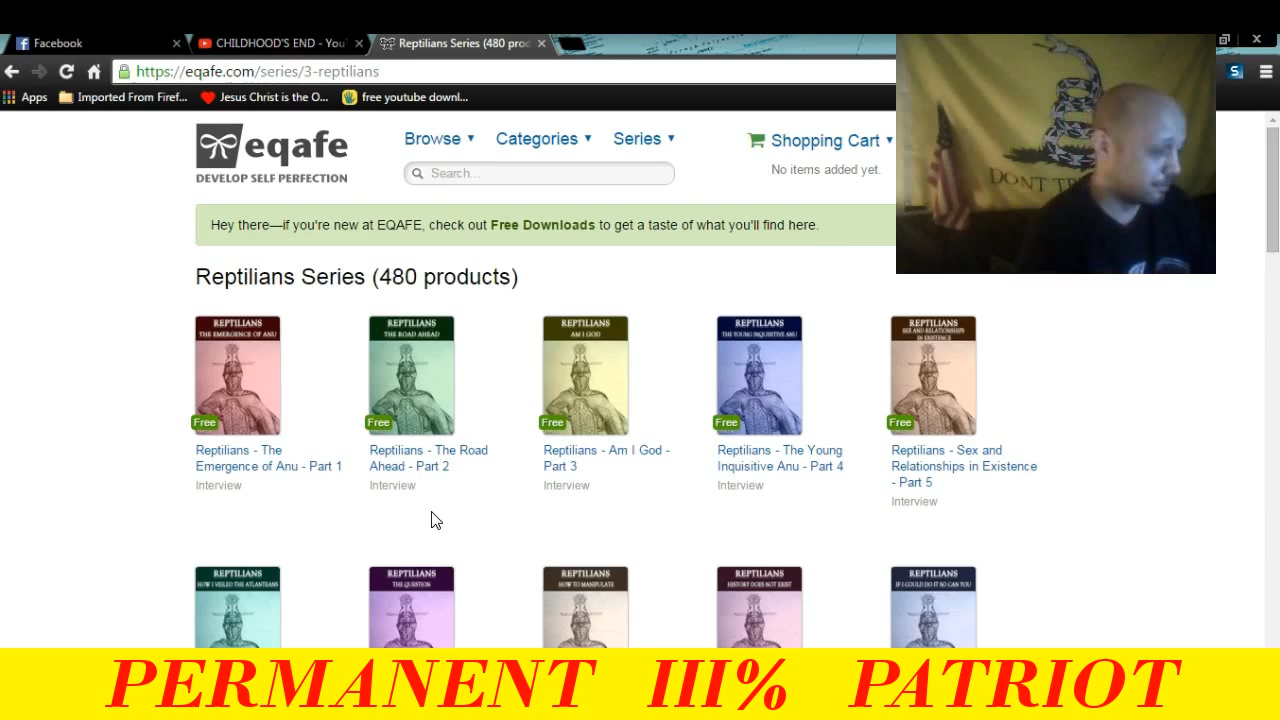 Facebook
CHILDHOOD'S END - You
Reptilians Series (480 prod
https://eqafe.com/series/3-reptilians
Apps
Imported From Firef...
Jesus Christ is the O...
free youtube downl...
eqafe
DEVELOP SELF PERFECTION
Browse
Categories
Series
Shopping Cart
Search...
No items added yet.
DONT TR
Hey there—if you're new at EQAFE, check out Free Downloads to get a taste of what you'll find here.
Reptilians Series (480 products)
REPTILIANS
THE EMERGENCE OF ANU
REPTILIANS
THE ROAD AHEAD
REPTILIANS
AM I GOD
REPTILIANS
THE YOUNG INQUISITIVE ANU
REPTILIANS
SEX AND RELATIONSHIPS
IN EXISTENCE
Free
Free
Free
Free
Free
Reptilians - The
Emergence of Anu - Part 1
Interview
Reptilians - The Road
Ahead - Part 2
Interview
Reptilians - Am I God -
Part 3
Interview
Reptilians - The Young
Inquisitive Anu - Part 4
Interview
Reptilians - Sex and
Relationships in Existence
- Part 5
Interview
REPTILIANS
HOW I VEILED THE ATLANTEANS
REPTILIANS
THE QUESTION
REPTILIANS
HOW TO MANIPULATE
REPTILIANS
HISTORY DOES NOT EXIST
REPTILIANS
IF I COULD DO IT SO CAN YOU
PERMANENT III% PATRIOT